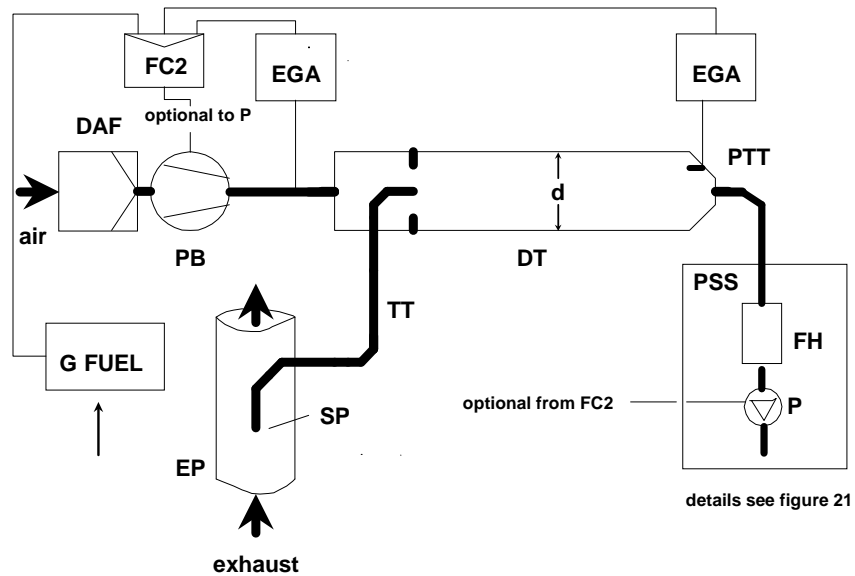 FC2
EGA
EGA
optional to P
DAF
PTT
d
air
PB
DT
PSS
TT
G FUEL
FH
SP
optional from FC2
P
EP
details see figure 21
exhaust